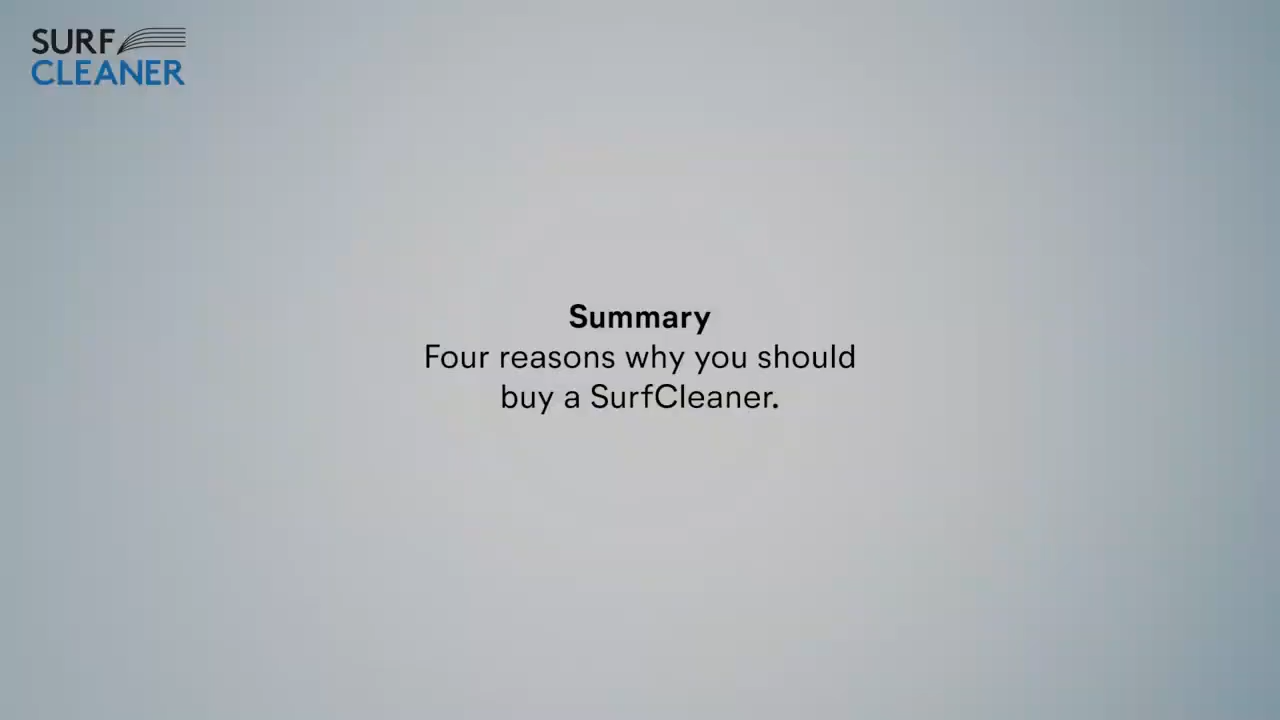 SURF
CLEANER
Summary
Four reasons why you should
buy a SurfCleaner.